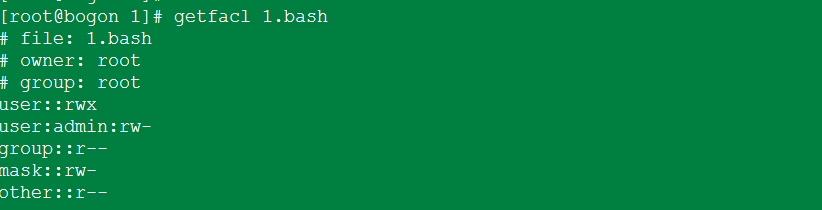 [root@bogon 1]# getfacl 1.bash
# file: 1.bash
# owner: root
# group: root
user::rwx
user:admin:rw-
group::r--
mask::rw-
other::r--